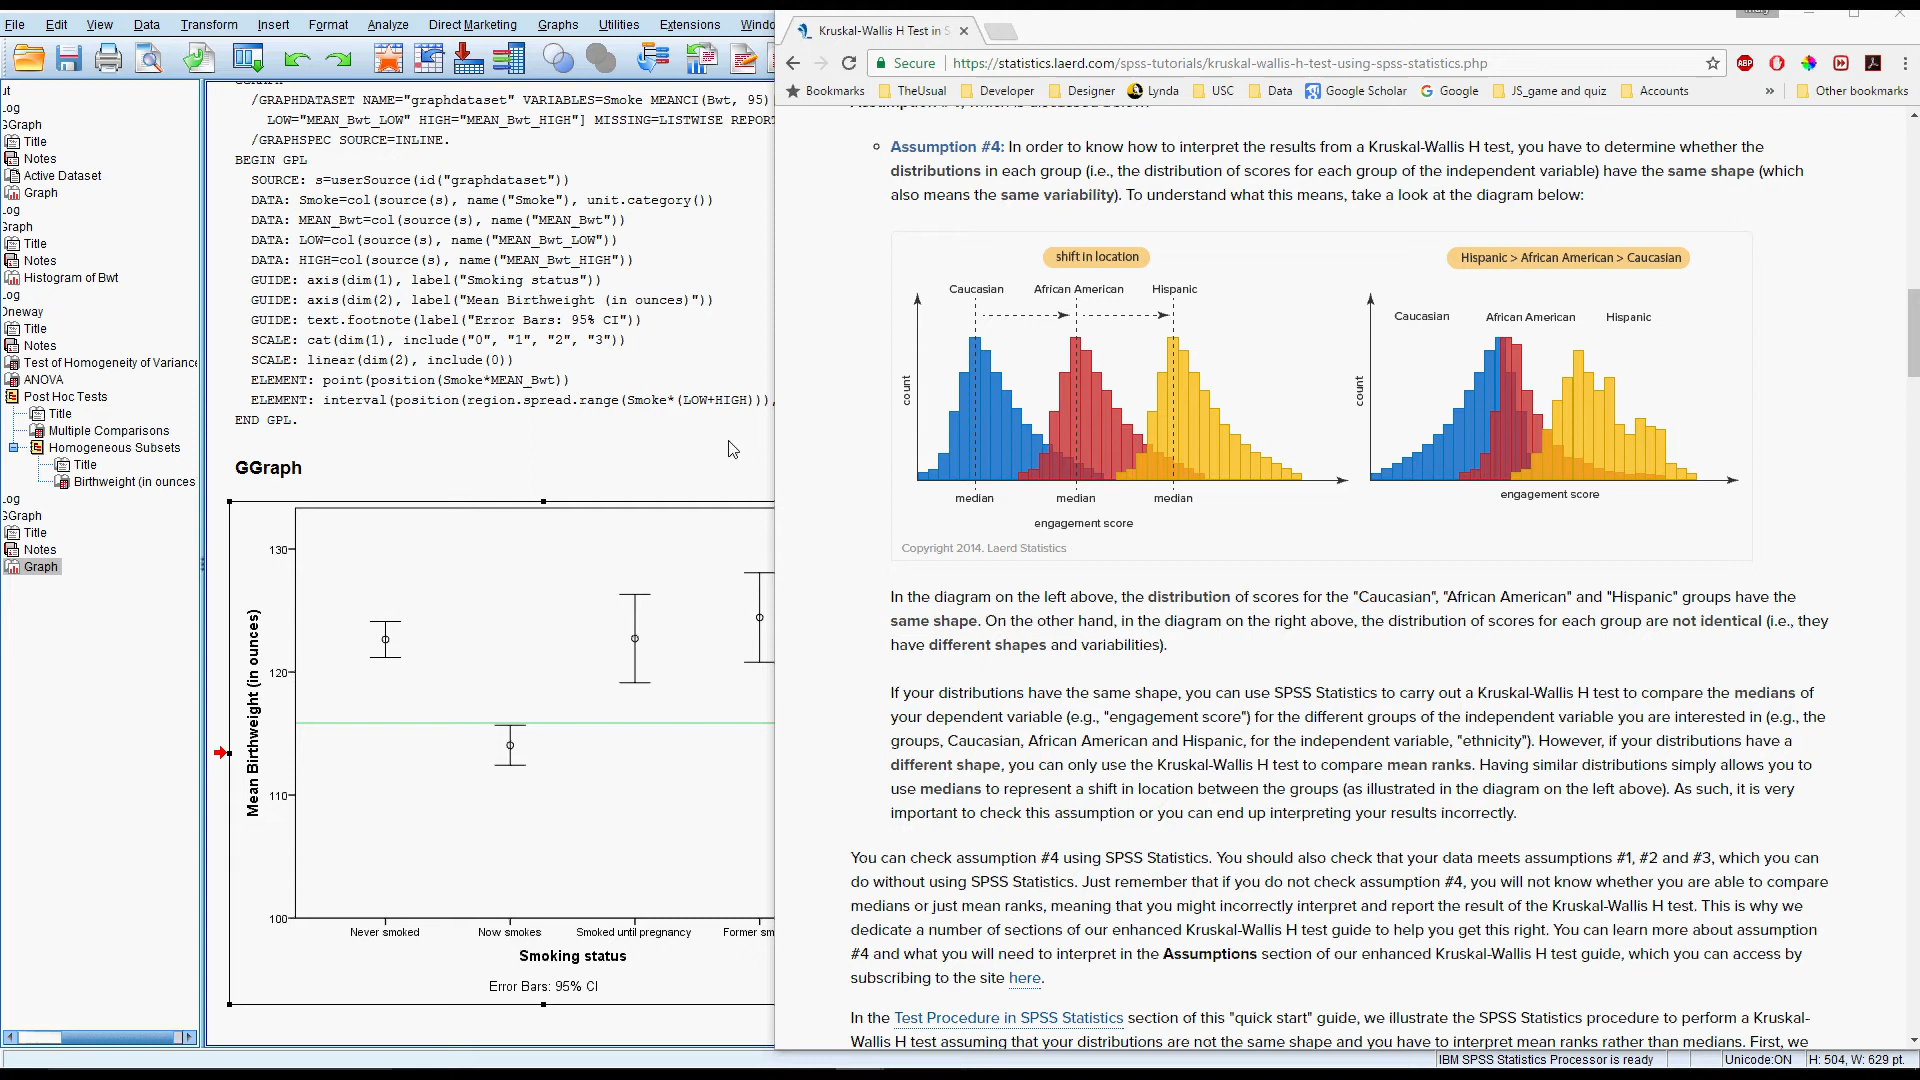 File Edit View Data Transform Insert Format Analyze Direct Marketing Graphs Utilities Extensions Windo
ut
Log
GGraph
Title
Notes
Active Dataset
Graph
Log
Graph
Title
Notes
Histogram of Bwt
Log
Oneway
Title
Notes
Test of Homogeneity of Variance
ANOVA
Post Hoc Tests
Title
Multiple Comparisons
Homogeneous Subsets
Title
Birthweight (in ounces
Log
GGraph
Title
Notes
Graph
/GRAPHDATASET NAME="graphdataset" VARIABLES=Smoke MEANCI(Bwt, 95)
LOW="MEAN_Bwt_LOW" HIGH="MEAN_Bwt_HIGH"] MISSING=LISTWISE REPORT
/GRAPHSPEC SOURCE=INLINE.
BEGIN GPL
SOURCE: s=userSource(id("graphdataset"))
DATA: Smoke=col(source(s), name("Smoke"), unit.category())
DATA: MEAN_Bwt=col(source(s), name("MEAN_Bwt"))
DATA: LOW=col(source(s), name("MEAN_Bwt_LOW"))
DATA: HIGH=col(source(s), name("MEAN_Bwt_HIGH"))
GUIDE: axis(dim(1), label("Smoking status"))
GUIDE: axis(dim(2), label("Mean Birthweight (in ounces)"))
GUIDE: text.footnote(label("Error Bars: 95% CI"))
SCALE: cat(dim(1), include("0", "1", "2", "3"))
SCALE: linear(dim(2), include(0))
ELEMENT: point(position(Smoke*MEAN_Bwt))
ELEMENT: interval(position(region.spread.range(Smoke*(LOW+HIGH))),
END GPL.
GGraph
Mean Birthweight (in ounces)
130
120
110
100
Never smoked Now smokes Smoked until pregnancy Former sm
Smoking status
Error Bars: 95% CI
Kruskal-Wallis H Test in S
Secure https://statistics.laerd.com/spss-tutorials/kruskal-wallis-h-test-using-spss-statistics.php
ABP
Bookmarks TheUsual Developer Designer Lynda USC Data Google Scholar Google JS_game and quiz Accounts » Other bookmarks
Assumption #4: In order to know how to interpret the results from a Kruskal-Wallis H test, you have to determine whether the
distributions in each group (i.e., the distribution of scores for each group of the independent variable) have the same shape (which
also means the same variability). To understand what this means, take a look at the diagram below:
shift in location
Caucasian African American Hispanic
count
median median median
engagement score
Copyright 2014. Laerd Statistics
Hispanic > African American > Caucasian
Caucasian African American Hispanic
count
engagement score
In the diagram on the left above, the distribution of scores for the "Caucasian", "African American" and "Hispanic" groups have the
same shape. On the other hand, in the diagram on the right above, the distribution of scores for each group are not identical (i.e., they
have different shapes and variabilities).
If your distributions have the same shape, you can use SPSS Statistics to carry out a Kruskal-Wallis H test to compare the medians of
your dependent variable (e.g., "engagement score") for the different groups of the independent variable you are interested in (e.g., the
groups, Caucasian, African American and Hispanic, for the independent variable, "ethnicity"). However, if your distributions have a
different shape, you can only use the Kruskal-Wallis H test to compare mean ranks. Having similar distributions simply allows you to
use medians to represent a shift in location between the groups (as illustrated in the diagram on the left above). As such, it is very
important to check this assumption or you can end up interpreting your results incorrectly.
You can check assumption #4 using SPSS Statistics. You should also check that your data meets assumptions #1, #2 and #3, which you can
do without using SPSS Statistics. Just remember that if you do not check assumption #4, you will not know whether you are able to compare
medians or just mean ranks, meaning that you might incorrectly interpret and report the result of the Kruskal-Wallis H test. This is why we
dedicate a number of sections of our enhanced Kruskal-Wallis H test guide to help you get this right. You can learn more about assumption
#4 and what you will need to interpret in the Assumptions section of our enhanced Kruskal-Wallis H test guide, which you can access by
subscribing to the site here.
In the Test Procedure in SPSS Statistics section of this "quick start" guide, we illustrate the SPSS Statistics procedure to perform a Kruskal-
Wallis H test assuming that your distributions are not the same shape and you have to interpret mean ranks rather than medians. First, we
IBM SPSS Statistics Processor is ready Unicode:ON H: 504, W: 629 pt.